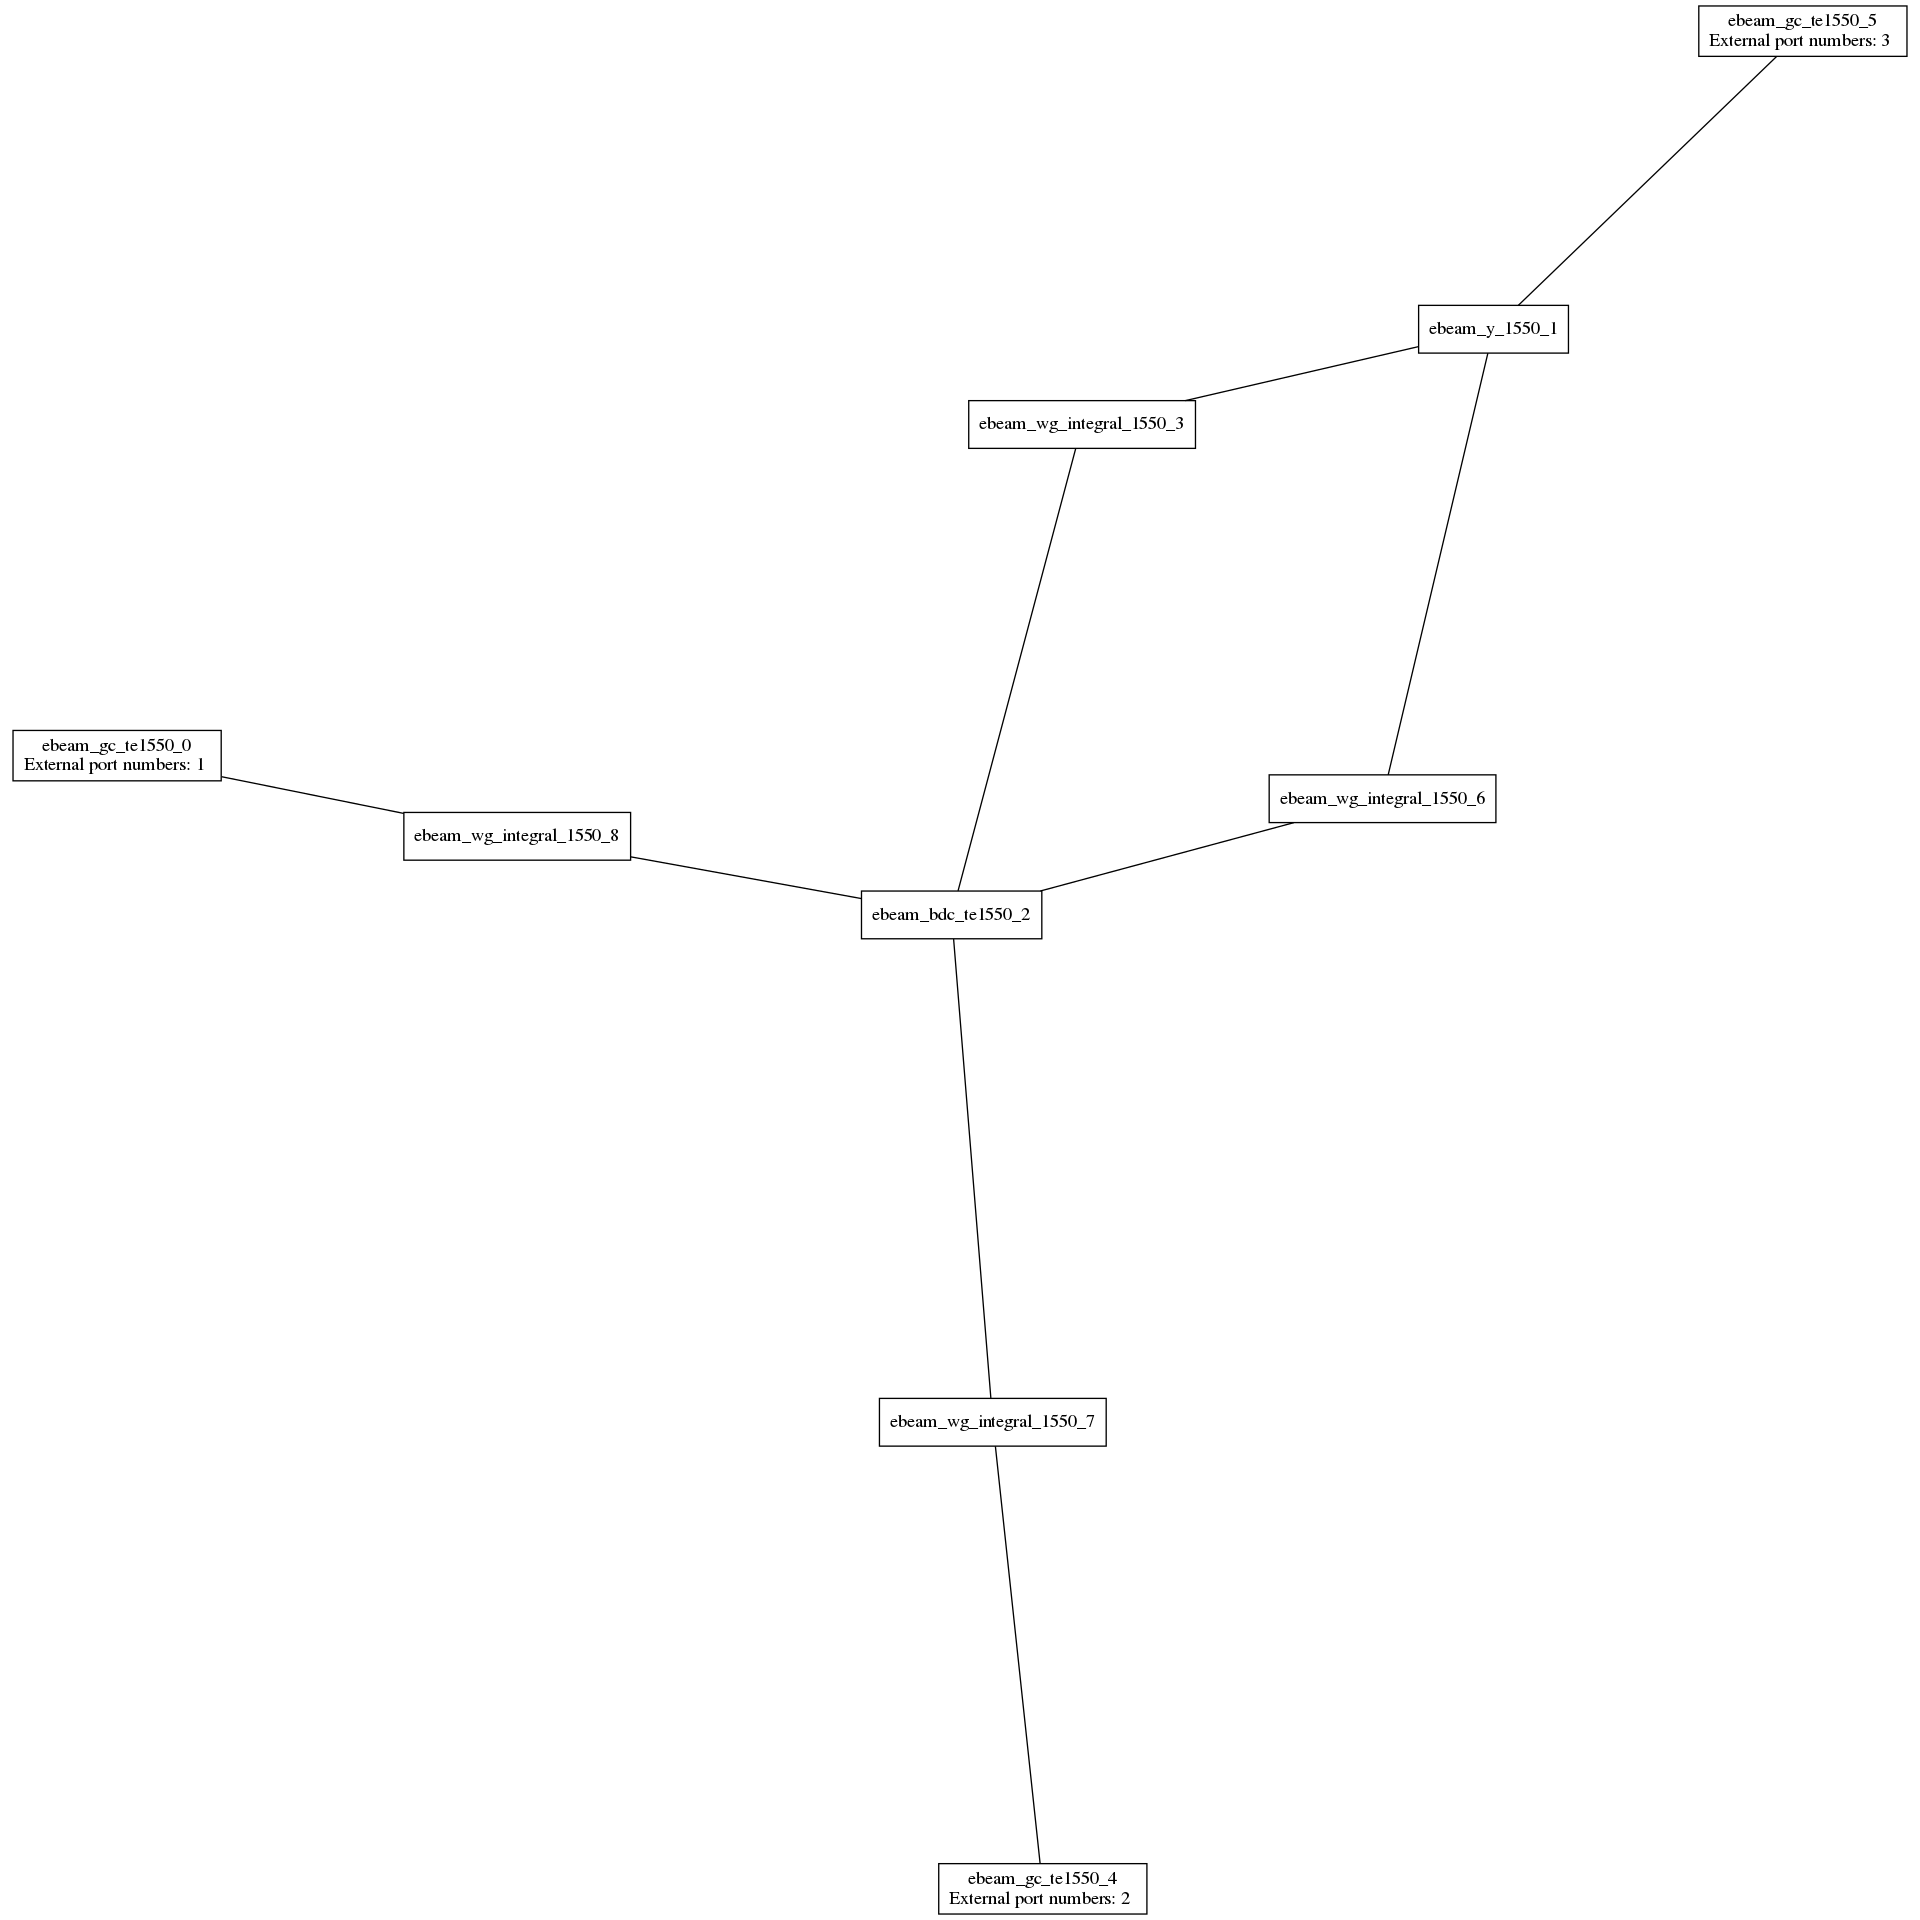 ebeam_gc_te1550_5
External port numbers: 3
ebeam_y_1550_1
ebeam_wg_integral_1550_3
ebeam_gc_te1550_0
External port numbers: 1
ebeam_wg_integral_1550_6
ebeam_wg_integral_1550_8
ebeam_bdc_te1550_2
ebeam_wg_integral_1550_7
ebeam_gc_te1550_4
External port numbers: 2